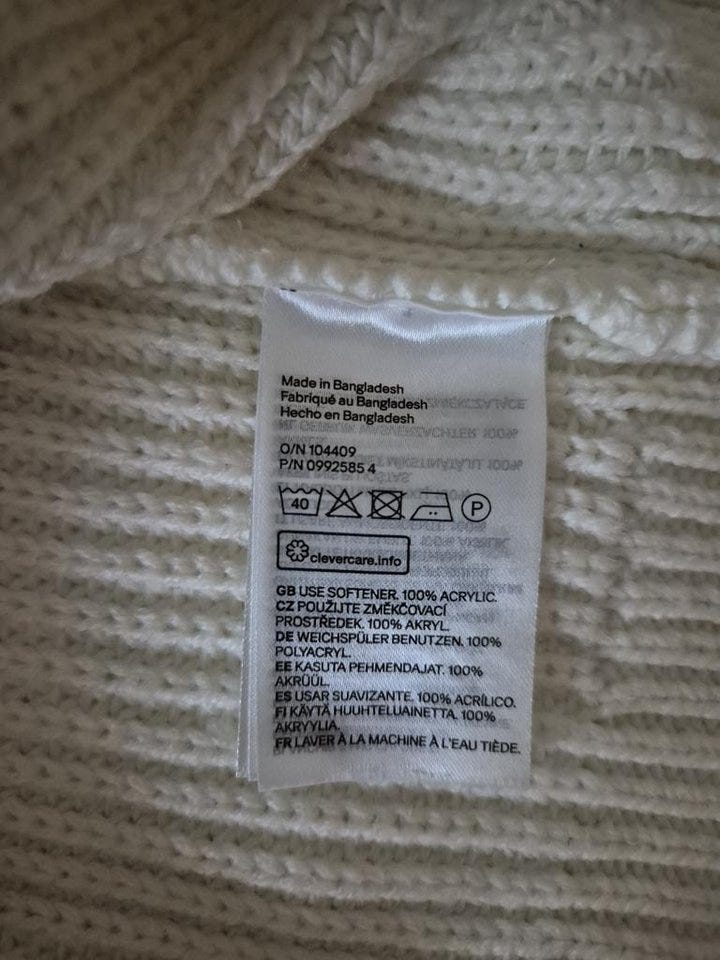 Made in Bangladesh
Fabriqué au Bangladesh
Hecho en Bangladesh
O/N 104409
P/N 0992585 4
40 P
clevercare.info
GB USE SOFTENER. 100% ACRYLIC.
CZ POUŽIJTE ZMĚKČOVACÍ
PROSTŘEDEK. 100% AKRYL.
DE WEICHSPÜLER BENUTZEN. 100%
POLYACRYL.
EE KASUTA PEHMENDAJAT. 100%
AKRÜÜL.
ES USAR SUAVIZANTE. 100% ACRÍLICO.
FI KÄYTÄ HUUHTELUAINETTA. 100%
AKRYYLIA.
FR LAVER À LA MACHINE À L'EAU TIÈDE.